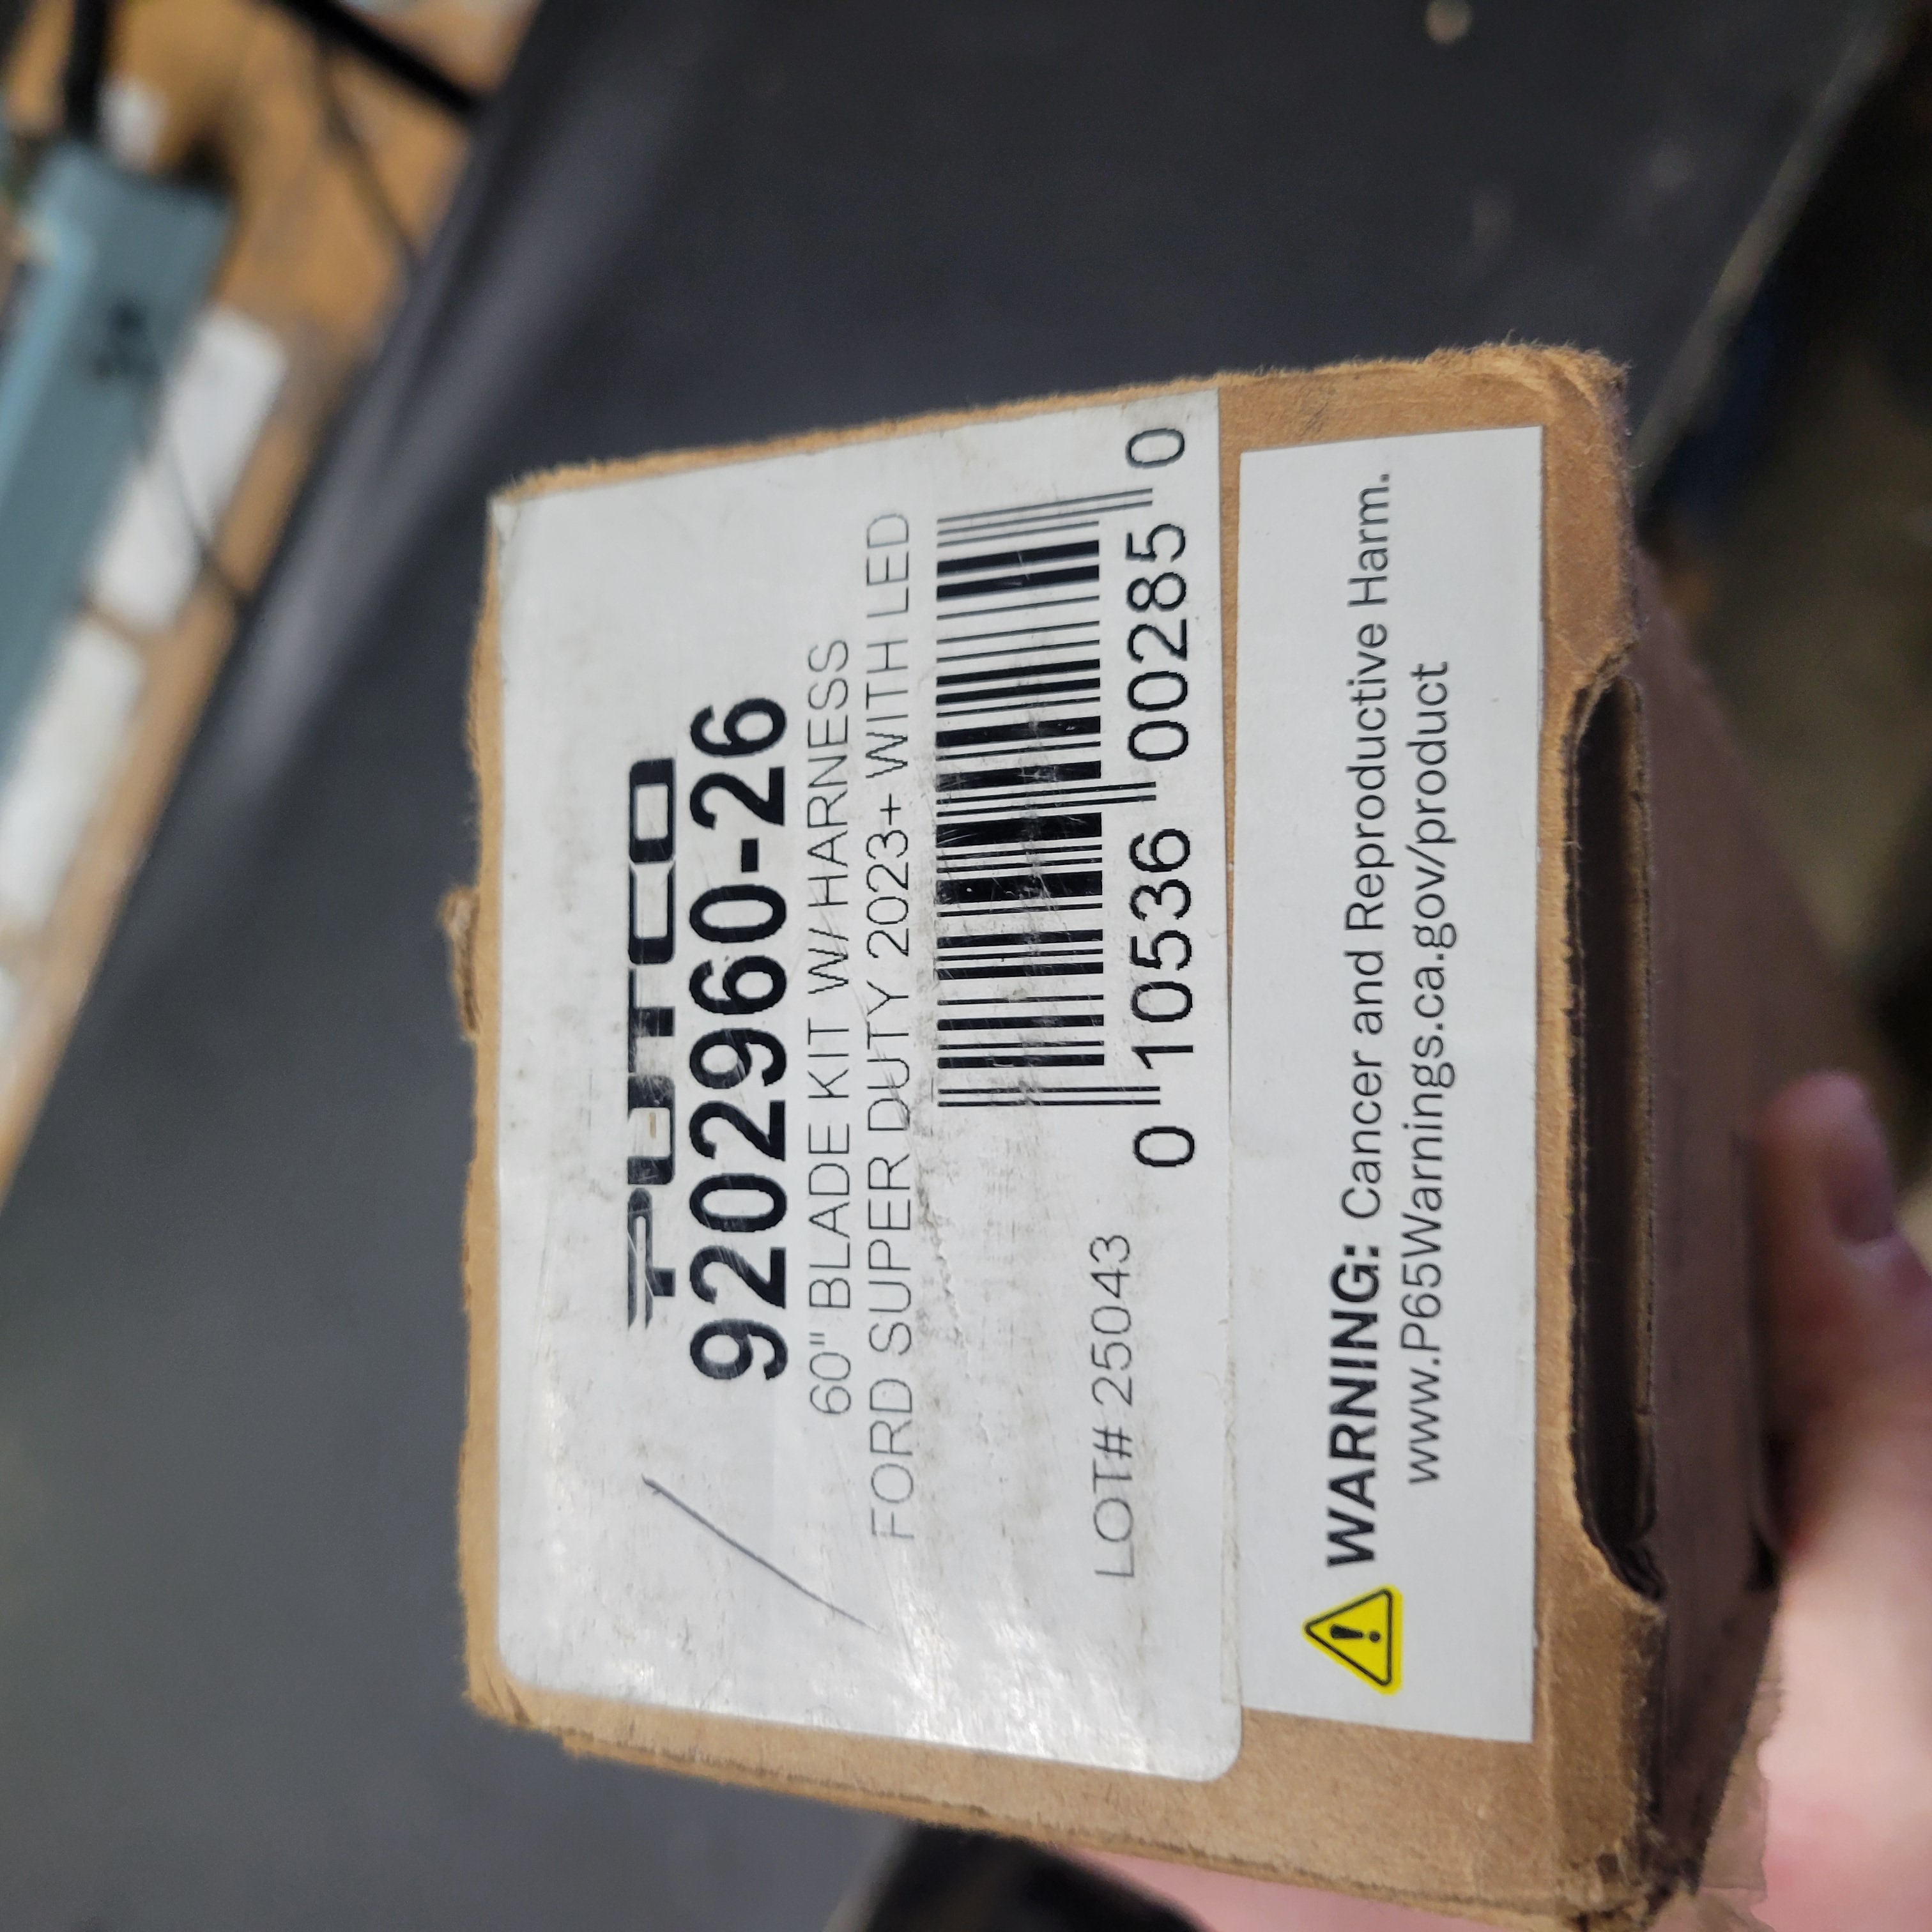 PUTCO
9202960-26
60" BLADE KIT W/ HARNESS
FORD SUPER DUTY 2023+ WITH LED
LOT# 25043
0 10536 00285 0
WARNING: Cancer and Reproductive Harm.
www.P65Warnings.ca.gov/product